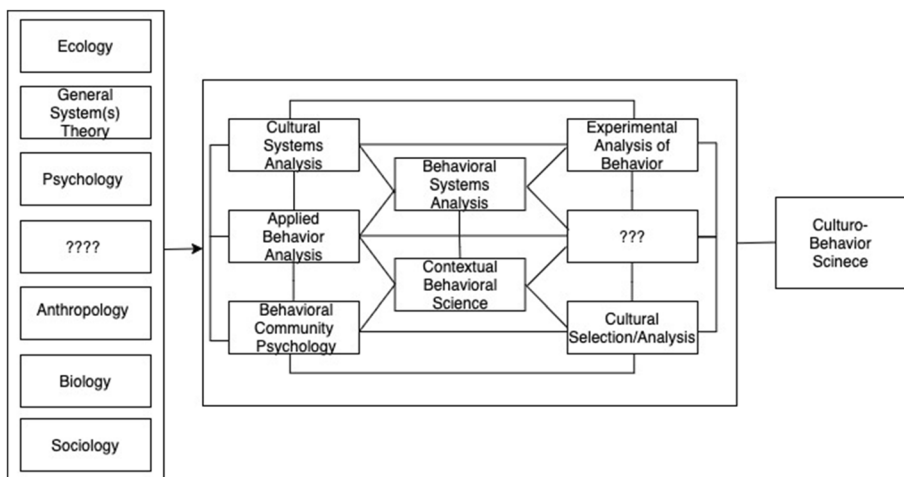 Ecology
General
System(s)
Theory
Psychology
????
Anthropology
Biology
Sociology
Cultural
Systems
Analysis
Applied
Behavior
Analysis
Behavioral
Community
Psychology
Behavioral
Systems
Analysis
Contextual
Behavioral
Science
Experimental
Analysis of
Behavior
???
Cultural
Selection/Analysis
Culturo-
Behavior
Scinece